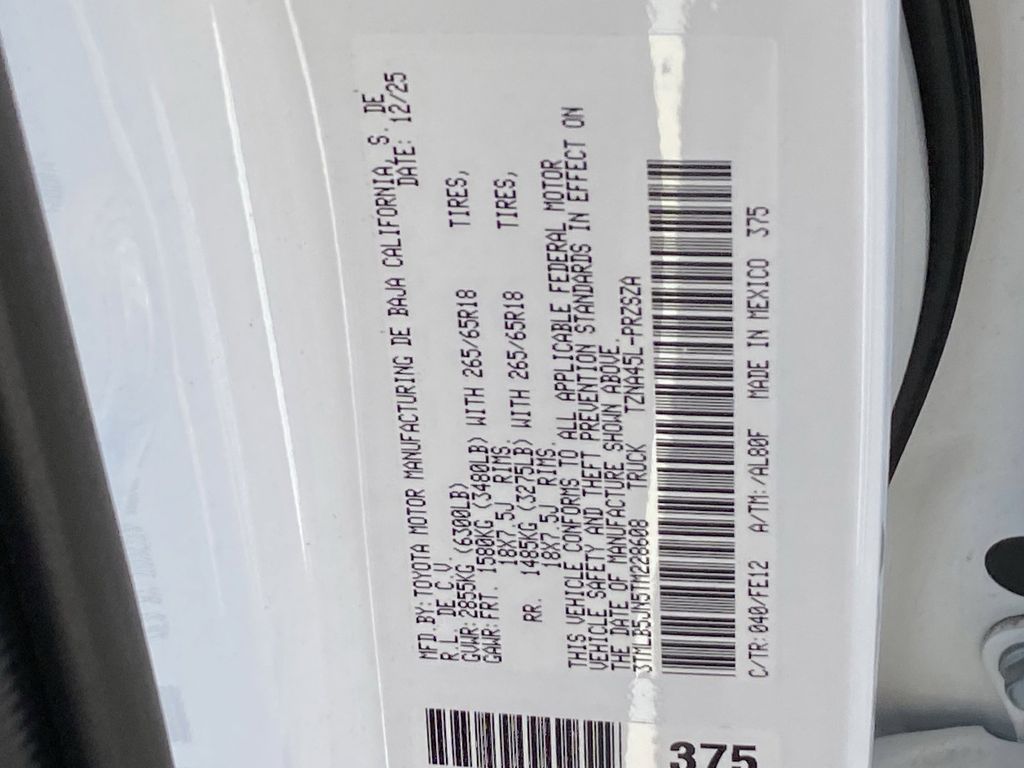 MFD BY: TOYOTA MOTOR MANUFACTURING DE BAJA CALIFORNIA, S. DE
R.L. DE C.V. DATE: 12/25
GVWR: 2855KG (6300LB)
GAWR: FRT. 1580KG (3480LB) WITH 265/65R18 TIRES,
18X7.5J RIMS
RR. 1485KG (3275LB) WITH 265/65R18 TIRES,
18X7.5J RIMS.
THIS VEHICLE CONFORMS TO ALL APPLICABLE FEDERAL MOTOR
VEHICLE SAFETY AND THEFT PREVENTION STANDARDS IN EFFECT ON
THE DATE OF MANUFACTURE SHOWN ABOVE.
3TMLB5JN5TM228608 TRUCK TZNA45L-PRZSZA
C/TR: 040/FE12 A/TM: /AL80F MADE IN MEXICO 375
375